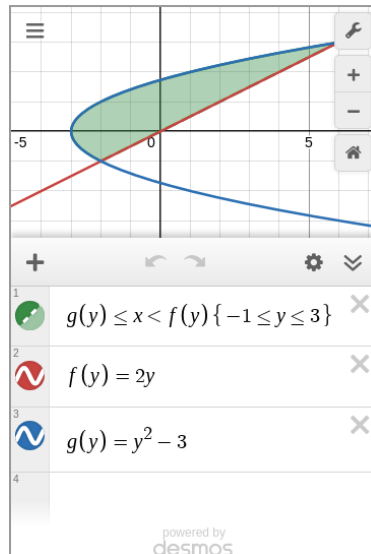 -5 0 5
1
g(y) ≤ x < f(y) { -1 ≤ y ≤ 3 }
2
f(y) = 2y
3
g(y) = y² - 3
4
powered by
desmos